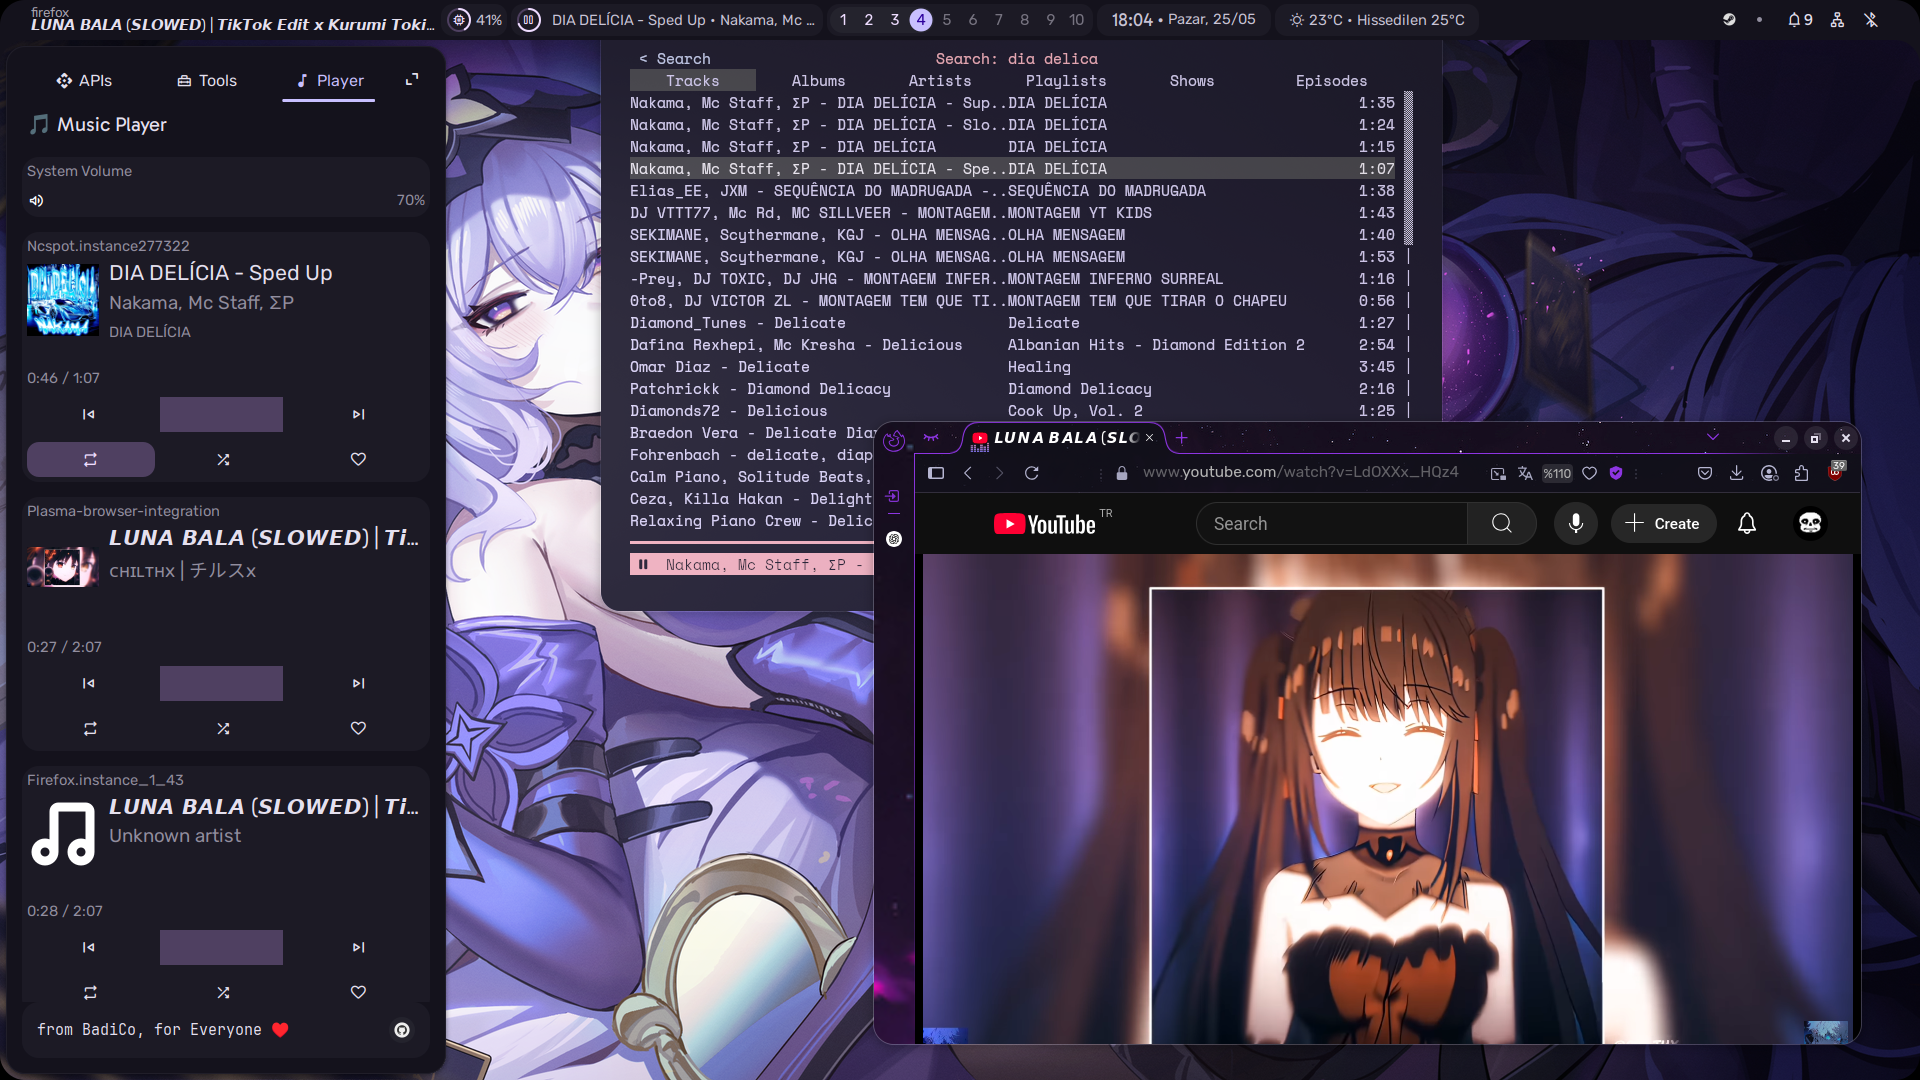 firefox
LUNA BALA (SLOWED) | TikTok Edit x Kurumi Toki...
41%
DIA DELÍCIA - Sped Up • Nakama, Mc ...
1 2 3 4 5 6 7 8 9 10
18:04 • Pazar, 25/05
23°C • Hissedilen 25°C
9
APIs
Tools
Player
Music Player
System Volume
70%
Ncspot.instance277322
DIA DELÍCIA - Sped Up
Nakama, Mc Staff, ΣP
DIA DELÍCIA
0:46 / 1:07
Plasma-browser-integration
LUNA BALA (SLOWED) | Ti...
CHILTHX | チルスx
0:27 / 2:07
Firefox.instance_1_43
LUNA BALA (SLOWED) | Ti...
Unknown artist
0:28 / 2:07
from BadiCo, for Everyone ❤️
< Search
Search: dia delica
Tracks Albums Artists Playlists Shows Episodes
Nakama, Mc Staff, ΣP - DIA DELÍCIA - Sup..DIA DELÍCIA 1:35
Nakama, Mc Staff, ΣP - DIA DELÍCIA - Slo..DIA DELÍCIA 1:24
Nakama, Mc Staff, ΣP - DIA DELÍCIA DIA DELÍCIA 1:15
Nakama, Mc Staff, ΣP - DIA DELÍCIA - Spe..DIA DELÍCIA 1:07
Elias_EE, JXM - SEQUÊNCIA DO MADRUGADA -..SEQUÊNCIA DO MADRUGADA 1:38
DJ VTTT77, Mc Rd, MC SILLVEER - MONTAGEM..MONTAGEM YT KIDS 1:43
SEKIMANE, Scythermane, KGJ - OLHA MENSAG..OLHA MENSAGEM 1:40
SEKIMANE, Scythermane, KGJ - OLHA MENSAG..OLHA MENSAGEM 1:53
-Prey, DJ TOXIC, DJ JHG - MONTAGEM INFER..MONTAGEM INFERNO SURREAL 1:16
0to8, DJ VICTOR ZL - MONTAGEM TEM QUE TI..MONTAGEM TEM QUE TIRAR O CHAPEU 0:56
Diamond_Tunes - Delicate Delicate 1:27
Dafina Rexhepi, Mc Kresha - Delicious Albanian Hits - Diamond Edition 2 2:54
Omar Diaz - Delicate Healing 3:45
Patchrickk - Diamond Delicacy Diamond Delicacy 2:16
Diamonds72 - Delicious Cook Up, Vol. 2 1:25
Braedon Vera - Delicate Dia
Fohrenbach - delicate, diap
Calm Piano, Solitude Beats,
Ceza, Killa Hakan - Delight
Relaxing Piano Crew - Delic
Nakama, Mc Staff, ΣP -
LUNA BALA (SLO
www.youtube.com/watch?v=Ld0XXx_HQz4
%110
39
YouTube TR
Search
Create